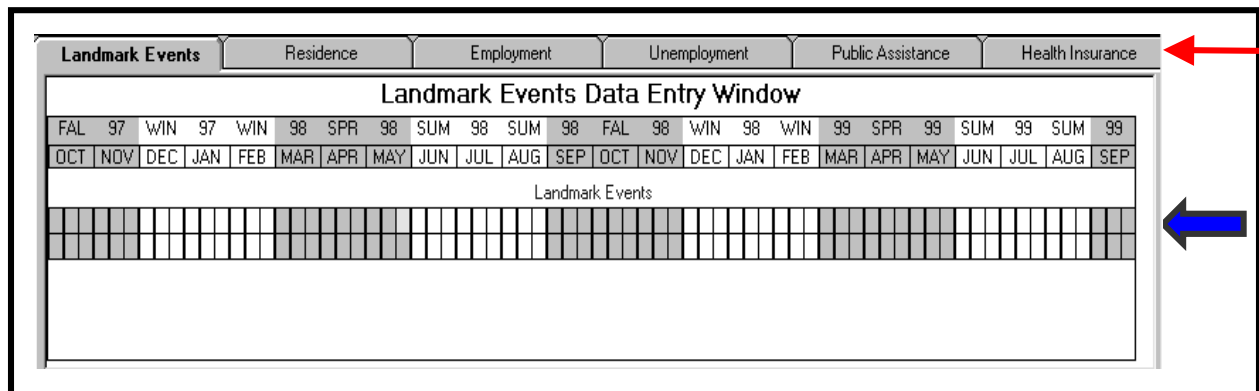 Landmark Events Residence Employment Unemployment Public Assistance Health Insurance
Landmark Events Data Entry Window
FAL 97 WIN 97 WIN 98 SPR 98 SUM 98 SUM 98 FAL 98 WIN 98 WIN 99 SPR 99 SUM 99 SUM 99
OCT NOV DEC JAN FEB MAR APR MAY JUN JUL AUG SEP OCT NOV DEC JAN FEB MAR APR MAY JUN JUL AUG SEP
Landmark Events